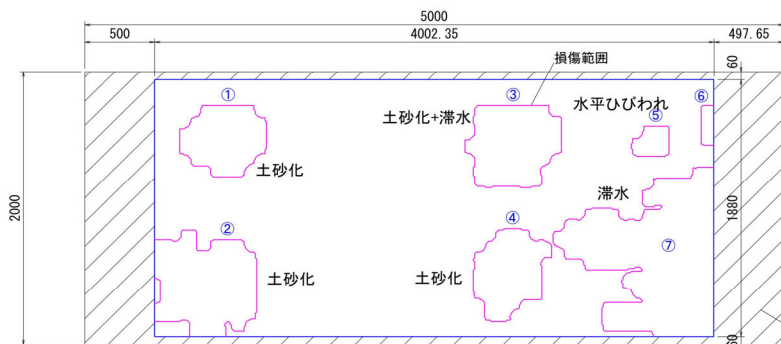 5000
500
4002.35
497.65
60
損傷範囲
①
③
水平ひびわれ
⑥
土砂化+滞水
⑤
土砂化
2000
滞水
1880
②
④
⑦
土砂化
土砂化
60